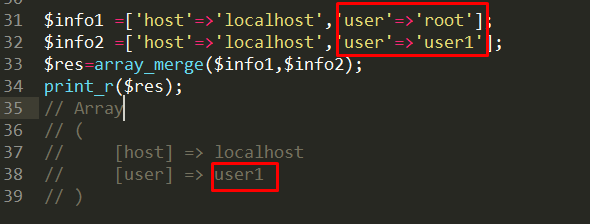 31 $info1 =['host'=>'localhost','user'=>'root'];
32 $info2 =['host'=>'localhost','user'=>'user1'];
33 $res=array_merge($info1,$info2);
34 print_r($res);
35 // Array
36 // (
37 //     [host] => localhost
38 //     [user] => user1
39 // )